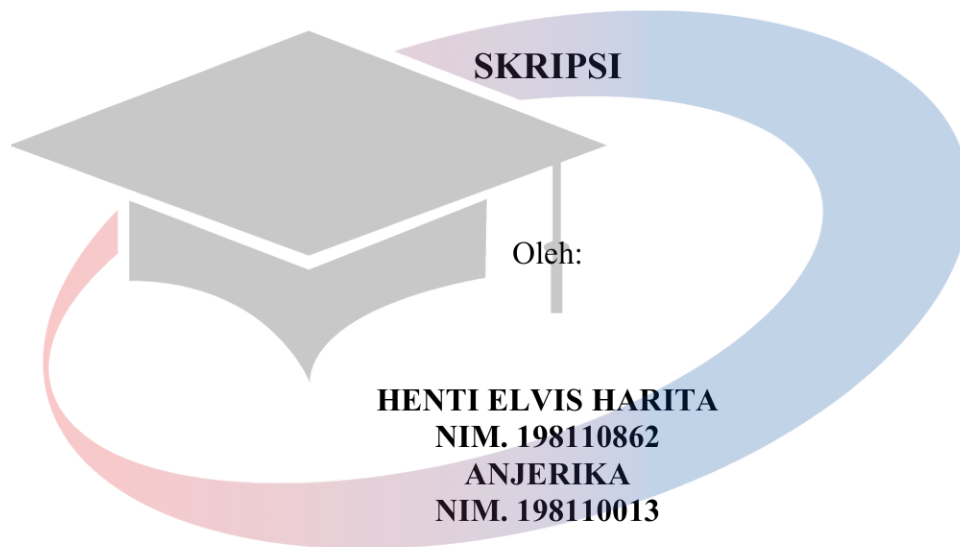 SKRIPSI
Oleh:
HENTI ELVIS HARITA
NIM. 198110862
ANJERIKA
NIM. 198110013